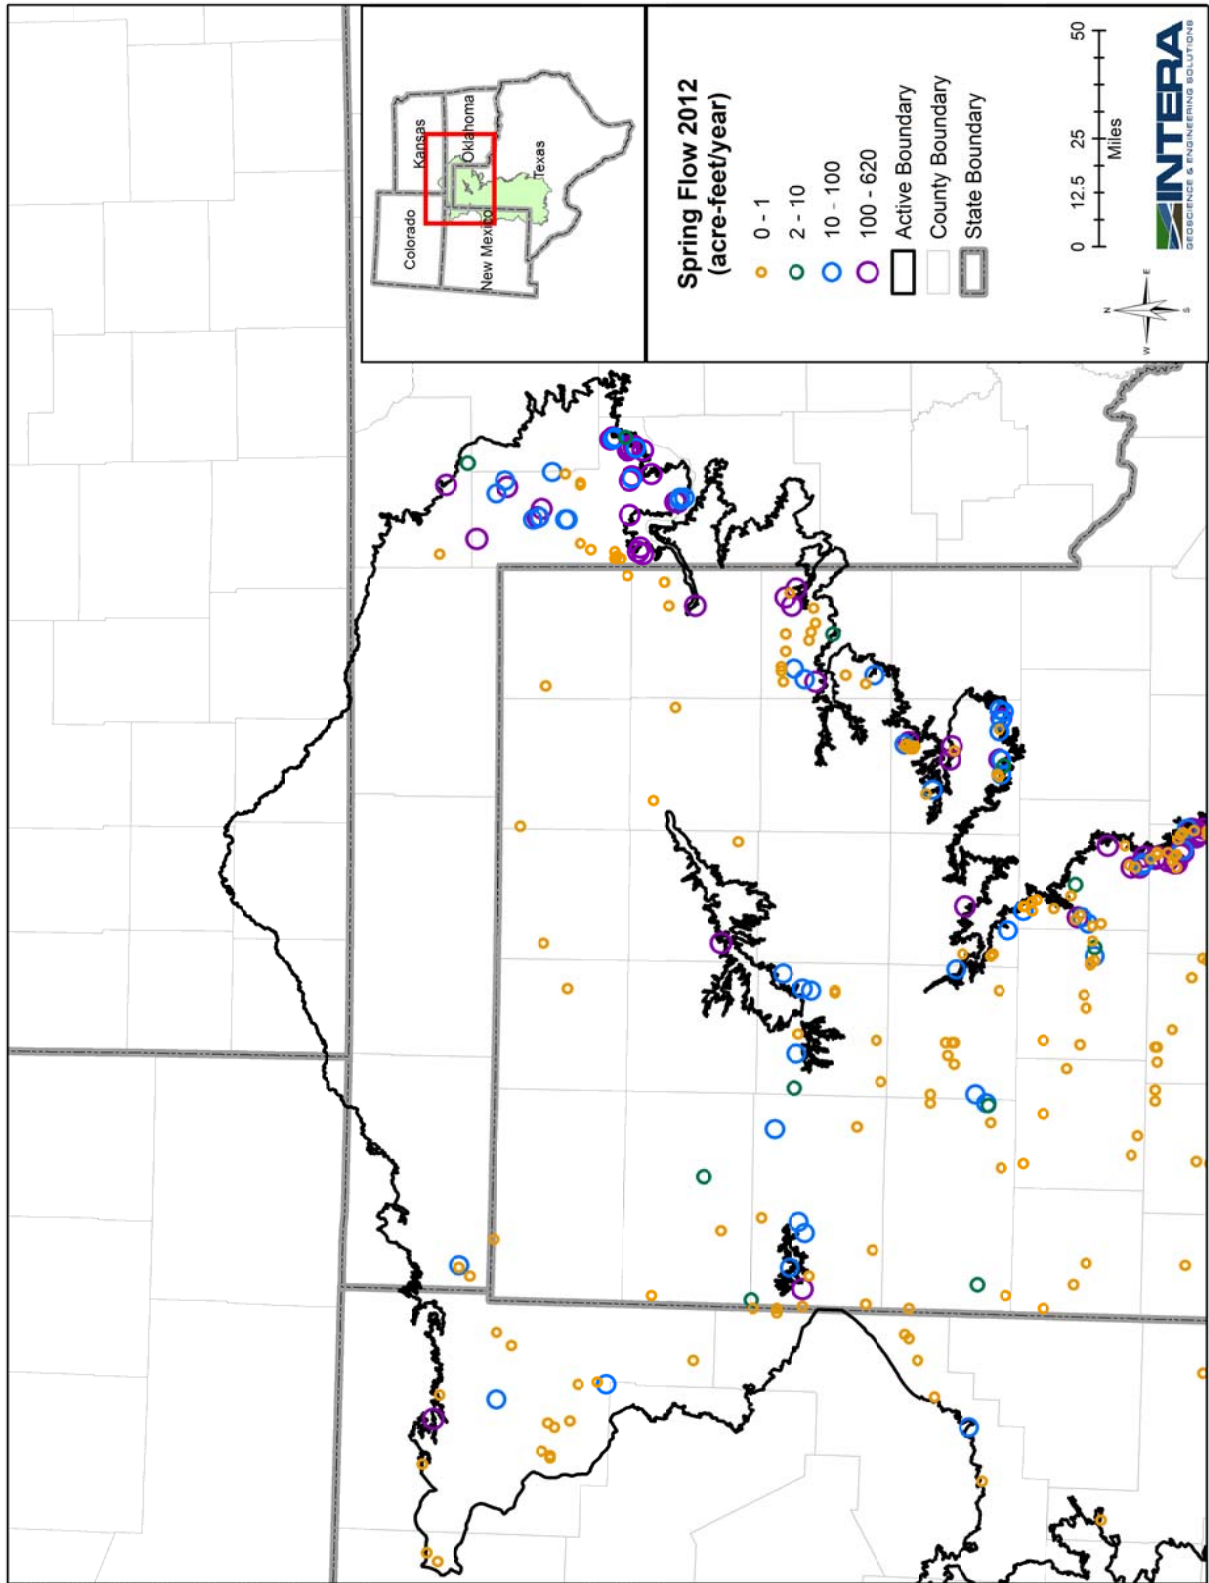 Colorado
Kansas
New Mexico
Oklahoma
Texas
Spring Flow 2012
(acre-feet/year)
0 - 1
2 - 10
10 - 100
100 - 620
Active Boundary
County Boundary
State Boundary
N
W
E
S
0 12.5 25 50
Miles
INTERA
GEOSCIENCE & ENGINEERING SOLUTIONS